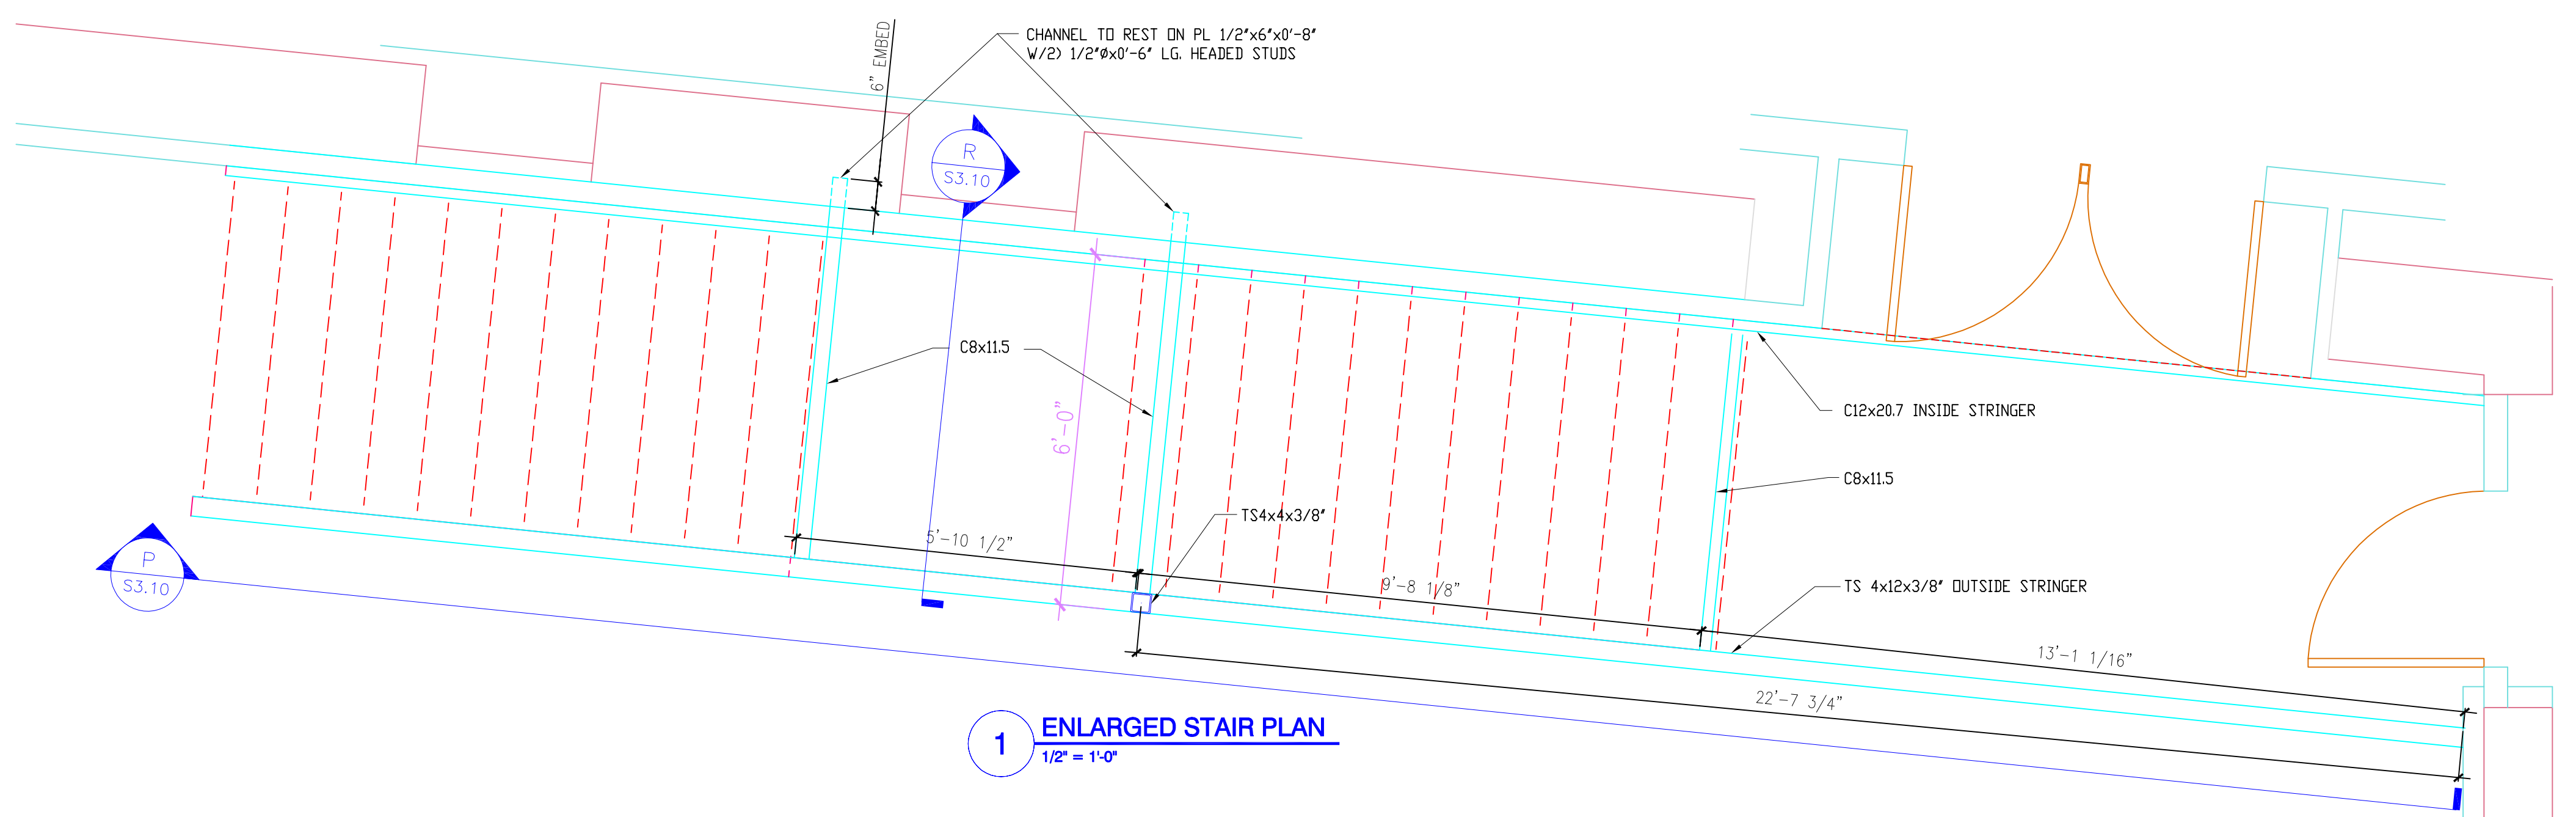 CHANNEL TO REST ON PL 1/2"x6"x0'-8"
W/2) 1/2"Øx0'-6" LG. HEADED STUDS
6" EMBED
R
S3.10
C8x11.5
6'-0"
C12x20.7 INSIDE STRINGER
C8x11.5
TS4x4x3/8"
5'-10 1/2"
9'-8 1/8"
TS 4x12x3/8" OUTSIDE STRINGER
P
S3.10
13'-1 1/16"
22'-7 3/4"
1
ENLARGED STAIR PLAN
1/2" = 1'-0"